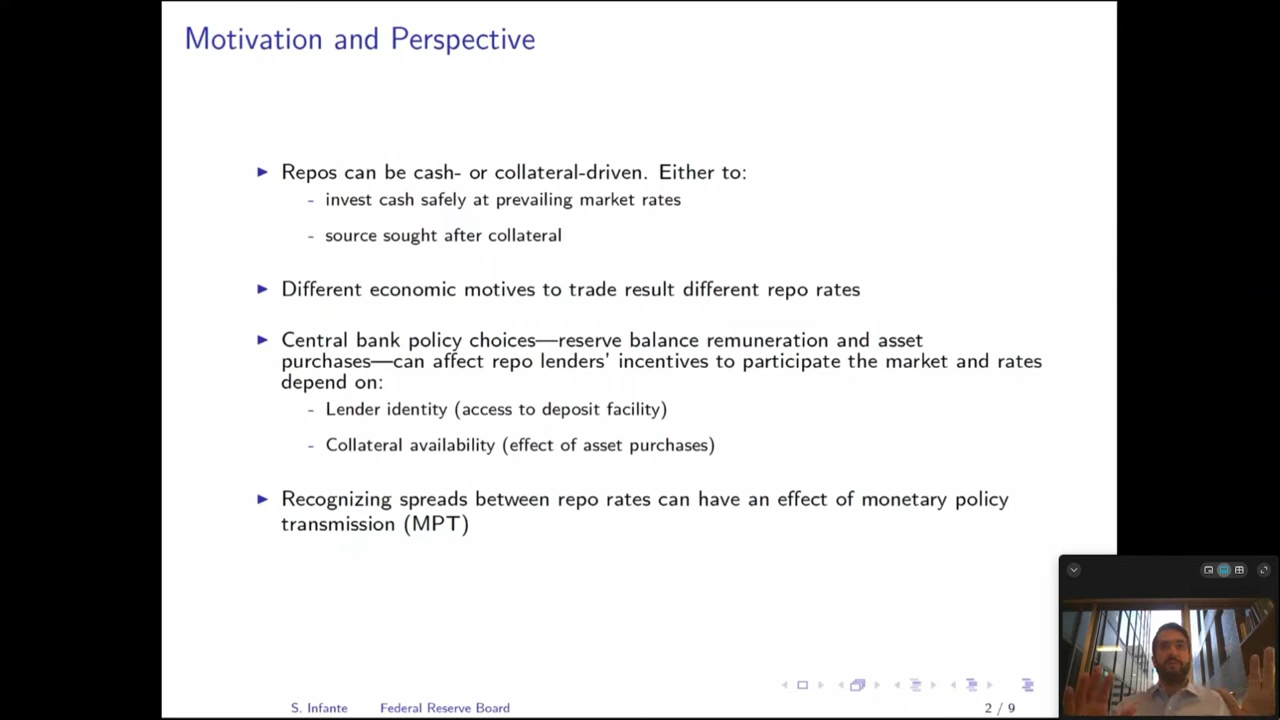 Motivation and Perspective
Repos can be cash- or collateral-driven. Either to:
- invest cash safely at prevailing market rates
- source sought after collateral
Different economic motives to trade result different repo rates
Central bank policy choices—reserve balance remuneration and asset
purchases—can affect repo lenders' incentives to participate the market and rates
depend on:
- Lender identity (access to deposit facility)
- Collateral availability (effect of asset purchases)
Recognizing spreads between repo rates can have an effect of monetary policy
transmission (MPT)
S. Infante Federal Reserve Board 2 / 9